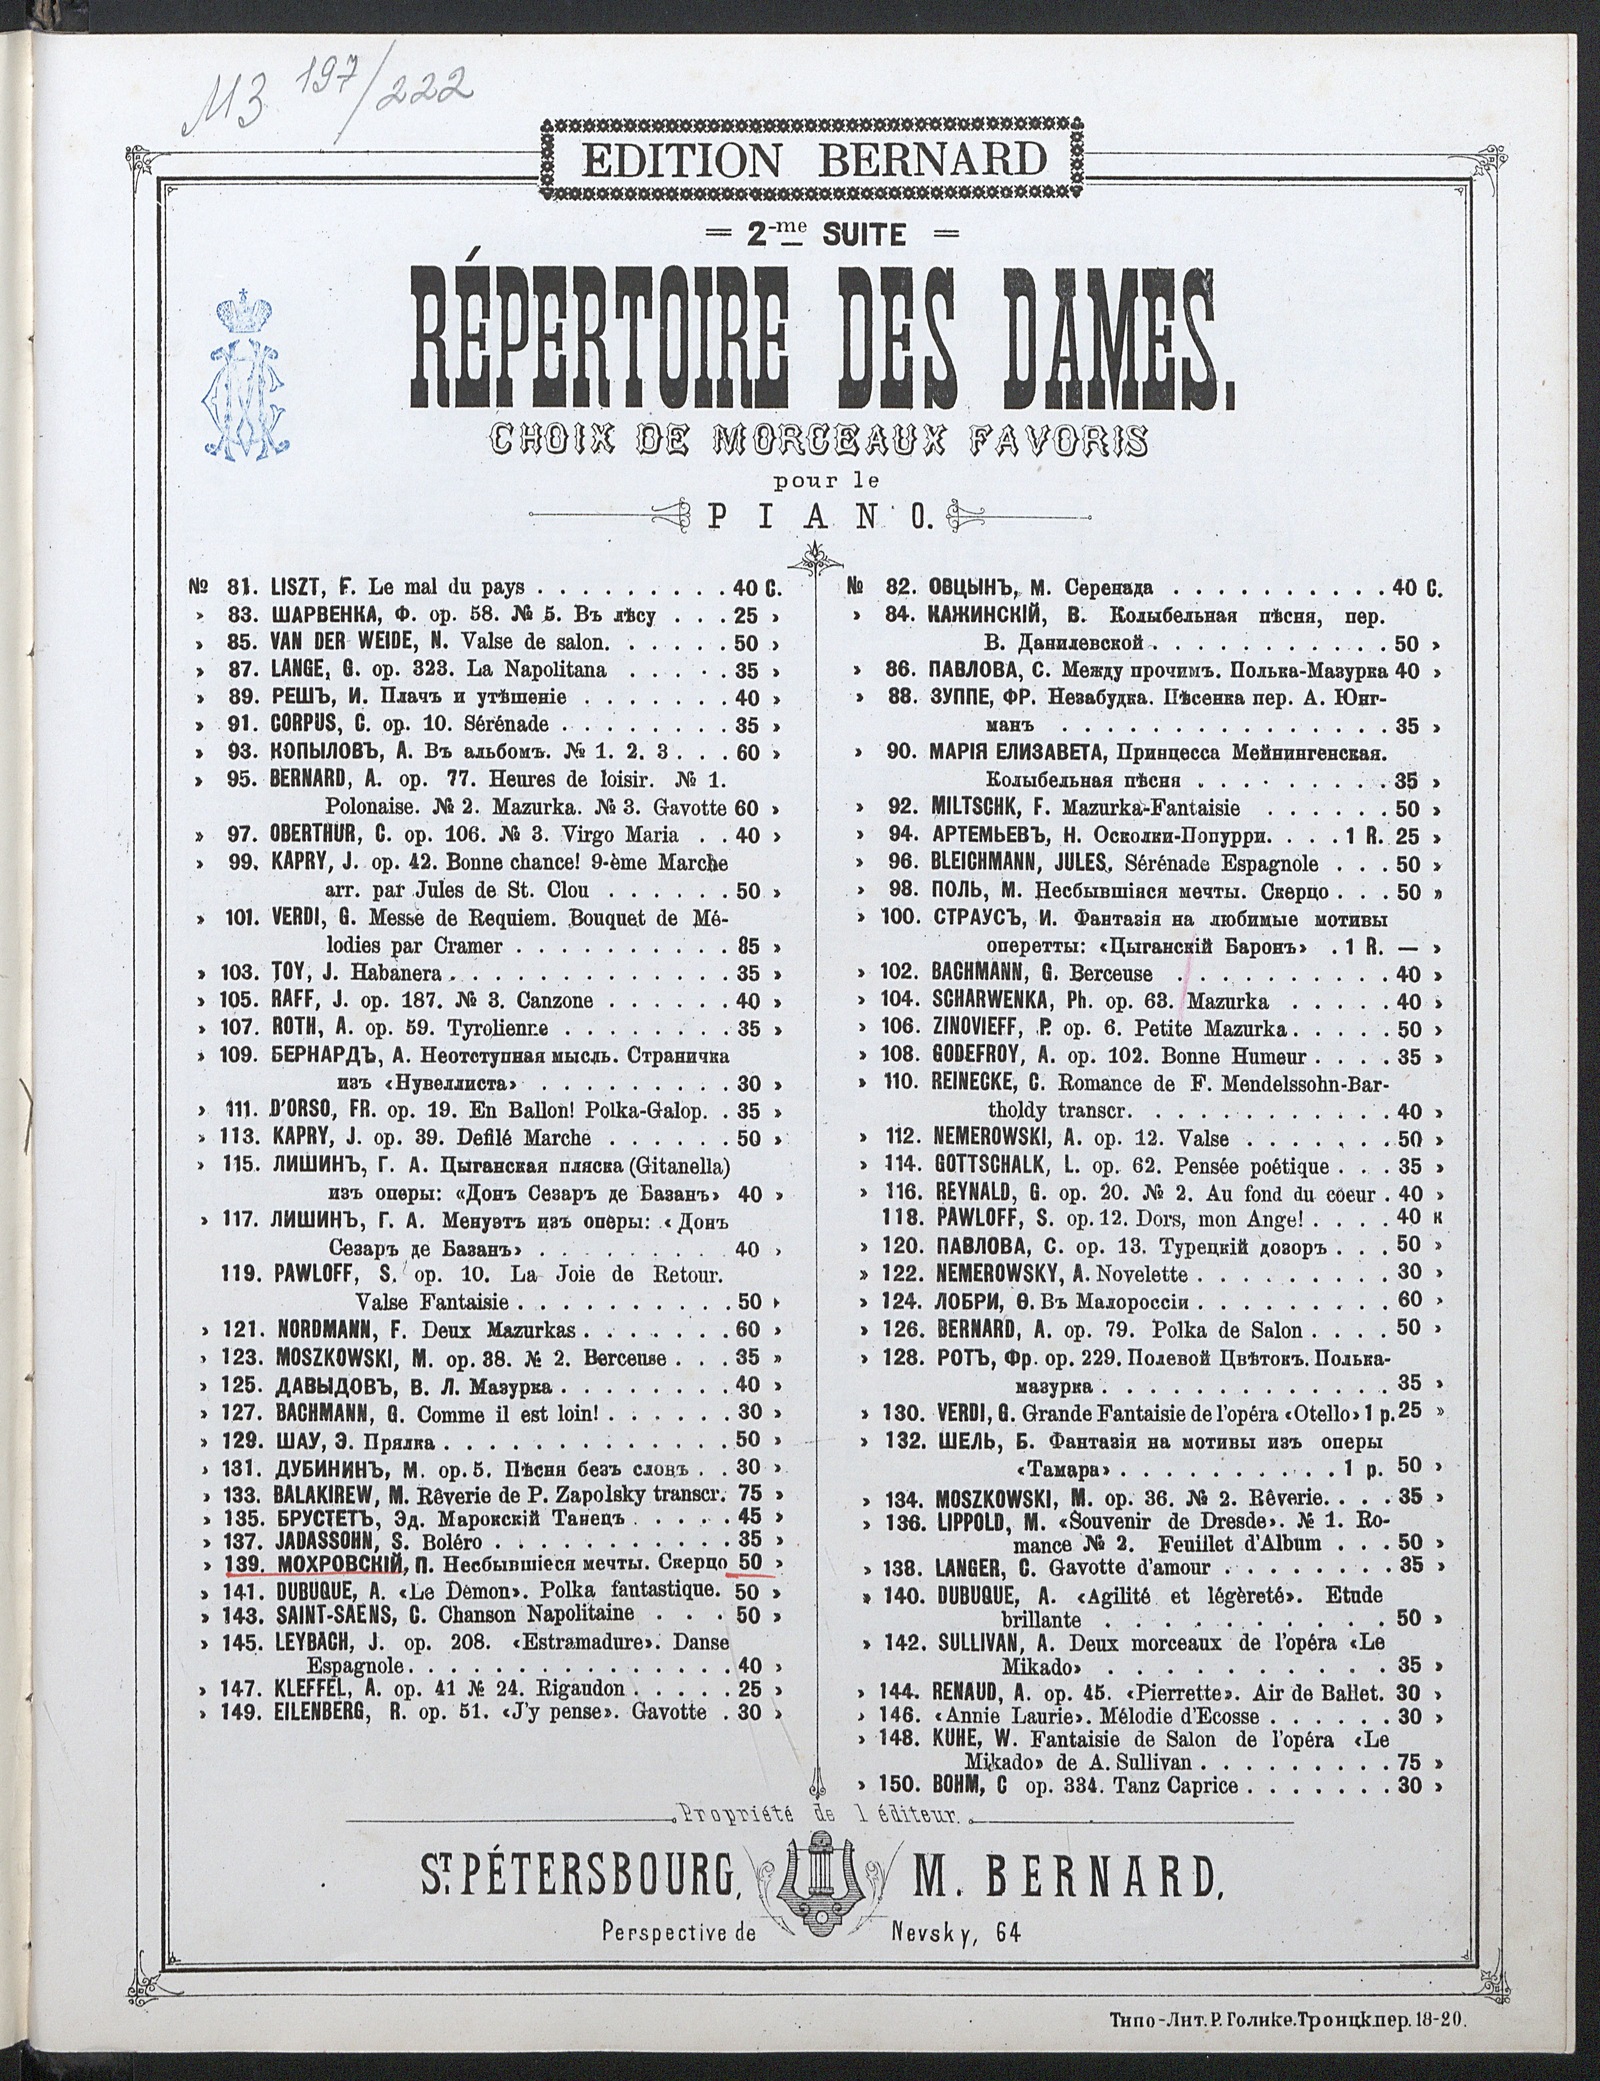 МЗ 197/222
EDITION BERNARD
= 2-me SUITE =
RÉPERTOIRE DES DAMES.
CHOIX DE MORCEAUX FAVORIS
pour le
PIANO.
№ 81. LISZT, F. Le mal du pays . . . . . . . . . 40 C.
» 83. ШАРВЕНКА, Ф. op. 58. № 5. Въ лѣсу . . . 25 »
» 85. VAN DER WEIDE, N. Valse de salon. . . . . . 50 »
» 87. LANGE, G. op. 323. La Napolitana . . . . . 35 »
» 89. РЕШЪ, И. Плачъ и утѣшеніе . . . . . . . 40 »
» 91. CORPUS, C. op. 10. Sérénade . . . . . . . . 35 »
» 93. КОПЫЛОВЪ, А. Въ альбомъ. № 1. 2. 3 . . . 60 »
» 95. BERNARD, A. op. 77. Heures de loisir. № 1.
Polonaise. № 2. Mazurka. № 3. Gavotte 60 »
» 97. OBERTHUR, C. op. 106. № 3. Virgo Maria . . 40 »
» 99. KAPRY, J. op. 42. Bonne chance! 9-ème Marche
arr. par Jules de St. Clou . . . . . . 50 »
» 101. VERDI, G. Messe de Requiem. Bouquet de Mé-
lodies par Cramer . . . . . . . . . . 85 »
» 103. TOY, J. Habanera . . . . . . . . . . . . . 35 »
» 105. RAFF, J. op. 187. № 3. Canzone . . . . . . 40 »
» 107. ROTH, A. op. 59. Tyrolienne . . . . . . . . 35 »
» 109. БЕРНАРДЪ, А. Неотступная мысль. Страничка
изъ «Нувеллиста» . . . . . . . . . 30 »
» 111. D'ORSO, FR. op. 19. En Ballon! Polka-Galop. . 35 »
» 113. KAPRY, J. op. 39. Defilé Marche . . . . . . 50 »
» 115. ЛИШИНЪ, Г. А. Цыганская пляска (Gitanella)
изъ оперы: «Донъ Сезаръ де Базанъ» 40 »
» 117. ЛИШИНЪ, Г. А. Менуэтъ изъ оперы: «Донъ
Сезаръ де Базанъ» . . . . . . . . . 40 »
119. PAWLOFF, S. op. 10. La Joie de Retour.
Valse Fantaisie . . . . . . . . . . 50 »
» 121. NORDMANN, F. Deux Mazurkas . . . . . . . 60 »
» 123. MOSZKOWSKI, M. op. 38. № 2. Berceuse . . . 35 »
» 125. ДАВЫДОВЪ, В. Л. Мазурка . . . . . . . . . 40 »
» 127. BACHMANN, G. Comme il est loin! . . . . . . 30 »
» 129. ШАУ, Э. Прялка . . . . . . . . . . . . . . 50 »
» 131. ДУБИНИНЪ, М. op. 5. Пѣсня безъ словъ . . 30 »
» 133. BALAKIREW, M. Rêverie de P. Zapolsky transcr. 75 »
» 135. БРУСТЕТЪ, Эд. Марокскій Танецъ . . . . . 45 »
» 137. JADASSOHN, S. Boléro . . . . . . . . . . . 35 »
» 139. МОХРОВСКІЙ, П. Несбывшіеся мечты. Скерцо 50 »
» 141. DUBUQUE, A. «Le Démon». Polka fantastique. 50 »
» 143. SAINT-SAENS, C. Chanson Napolitaine . . . 50 »
» 145. LEYBACH, J. op. 208. «Estramadure». Danse
Espagnole . . . . . . . . . . . . . . . 40 »
» 147. KLEFFEL, A. op. 41 № 24. Rigaudon . . . . . 25 »
» 149. EILENBERG, R. op. 51. «J'y pense». Gavotte . 30 »
№ 82. ОВЦЫНЪ, М. Серенада . . . . . . . . . . 40 C.
» 84. КАЖИНСКІЙ, В. Колыбельная пѣсня, пер.
В. Данилевской . . . . . . . . . . . 50 »
» 86. ПАВЛОВА, С. Между прочимъ. Полька-Мазурка 40 »
» 88. ЗУППЕ, ФР. Незабудка. Пѣсенка пер. А. Юнг-
манъ . . . . . . . . . . . . . . . 35 »
» 90. МАРІЯ ЕЛИЗАВЕТА, Принцесса Мейнингенская.
Колыбельная пѣсня . . . . . . . . . 35 »
» 92. MILTSCHK, F. Mazurka-Fantaisie . . . . . . 50 »
» 94. АРТЕМЬЕВЪ, Н. Осколки-Попурри. . . . 1 R. 25 »
» 96. BLEICHMANN, JULES. Sérénade Espagnole . . . 50 »
» 98. ПОЛЬ, М. Несбывшіяся мечты. Скерцо . . . 50 »
» 100. СТРАУСЪ, И. Фантазія на любимые мотивы
оперетты: «Цыганскій Баронъ» . 1 R. — »
» 102. BACHMANN, G. Berceuse . . . . . . . . . . 40 »
» 104. SCHARWENKA, Ph. op. 63. Mazurka . . . . . 40 »
» 106. ZINOVIEFF, P. op. 6. Petite Mazurka . . . . . 50 »
» 108. GODEFROY, A. op. 102. Bonne Humeur . . . . 35 »
» 110. REINECKE, C. Romance de F. Mendelssohn-Bar-
tholdy transcr. . . . . . . . . . . . 40 »
» 112. NEMEROWSKI, A. op. 12. Valse . . . . . . . 50 »
» 114. GOTTSCHALK, L. op. 62. Pensée poétique . . . 35 »
» 116. REYNALD, G. op. 20. № 2. Au fond du coeur . 40 »
118. PAWLOFF, S. op. 12. Dors, mon Ange! . . . . 40 к
» 120. ПАВЛОВА, С. op. 13. Турецкій дозоръ . . . 50 »
» 122. NEMEROWSKY, A. Novelette . . . . . . . . . 30 »
» 124. ЛОБРИ, Ѳ. Въ Малороссіи . . . . . . . . . 60 »
» 126. BERNARD, A. op. 79. Polka de Salon . . . . 50 »
» 128. РОТЪ, Фр. op. 229. Полевой Цвѣтокъ. Полька-
мазурка . . . . . . . . . . . . . . 35 »
» 130. VERDI, G. Grande Fantaisie de l'opéra «Otello» 1 p. 25 »
» 132. ШЕЛЬ, Б. Фантазія на мотивы изъ оперы
«Тамара» . . . . . . . . . . 1 p. 50 »
» 134. MOSZKOWSKI, M. op. 36. № 2. Rêverie. . . . 35 »
» 136. LIPPOLD, M. «Souvenir de Dresde». № 1. Ro-
mance № 2. Feuillet d'Album . . . 50 »
» 138. LANGER, C. Gavotte d'amour . . . . . . . . 35 »
» 140. DUBUQUE, A. «Agilité et légèreté». Etude
brillante . . . . . . . . . . . . . 50 »
» 142. SULLIVAN, A. Deux morceaux de l'opéra «Le
Mikado» . . . . . . . . . . . . . 35 »
» 144. RENAUD, A. op. 45. «Pierrette». Air de Ballet. 30 »
» 146. «Annie Laurie». Mélodie d'Ecosse . . . . . . 30 »
» 148. KUHE, W. Fantaisie de Salon de l'opéra «Le
Mikado» de A. Sullivan . . . . . . . . . 75 »
» 150. BOHM, C op. 334. Tanz Caprice . . . . . . . 30 »
Propriété de l'éditeur.
ST. PÉTERSBOURG, M. BERNARD,
Perspective de Nevsky, 64
Типо-Лит. Р. Голике. Троицк. пер. 18-20.